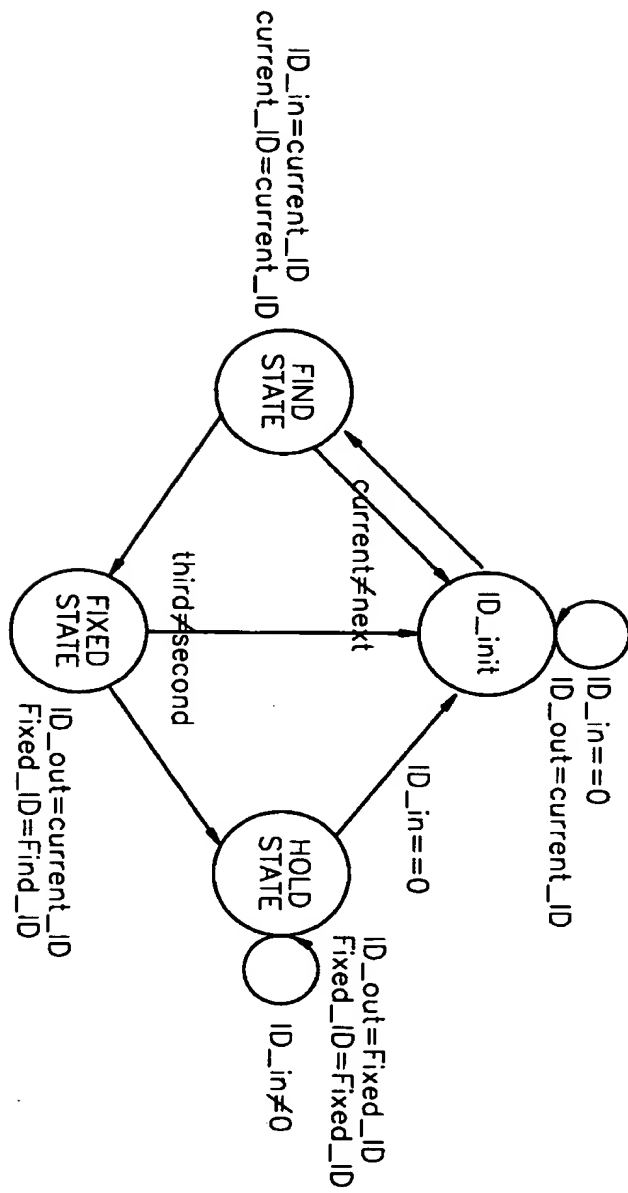 ID_in==0
ID_out=current_ID
ID_init
ID_in=current_ID
current_ID=current_ID
FIND
STATE
current≠next
ID_in==0
ID_out=Fixed_ID
Fixed_ID=Fixed_ID
HOLD
STATE
ID_in≠0
third≠second
FIXED
STATE
ID_out=current_ID
Fixed_ID=Find_ID